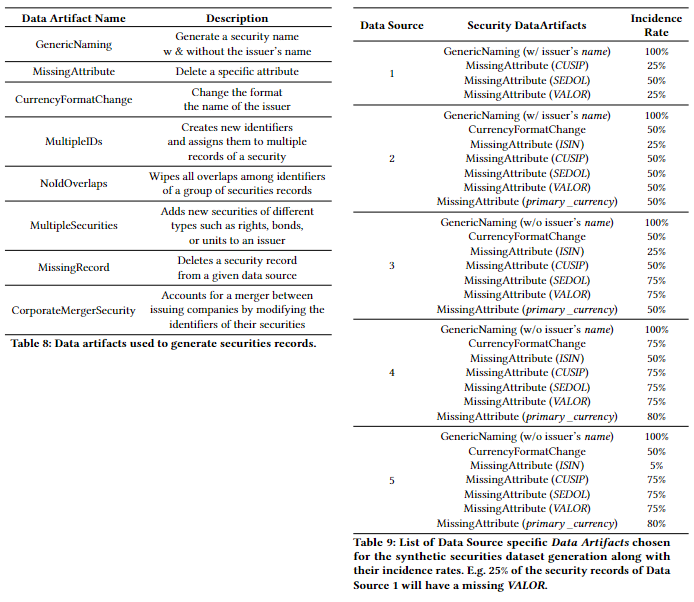 Data Artifact Name Description
GenericNaming Generate a security name
w & without the issuer's name
MissingAttribute Delete a specific attribute
CurrencyFormatChange Change the format
the name of the issuer
MultipleIDs Creates new identifiers
and assigns them to multiple
records of a security
NoIdOverlaps Wipes all overlaps among identifiers
of a group of securities records
MultipleSecurities Adds new securities of different
types such as rights, bonds,
or units to an issuer
MissingRecord Deletes a security record
from a given data source
CorporateMergerSecurity Accounts for a merger between
issuing companies by modifying the
identifiers of their securities
Table 8: Data artifacts used to generate securities records.
Data Source Security DataArtifacts Incidence
Rate
1
GenericNaming (w/ issuer's name) 100%
MissingAttribute (CUSIP) 25%
MissingAttribute (SEDOL) 50%
MissingAttribute (VALOR) 25%
2
GenericNaming (w/ issuer's name) 100%
CurrencyFormatChange 50%
MissingAttribute (ISIN) 25%
MissingAttribute (CUSIP) 50%
MissingAttribute (SEDOL) 50%
MissingAttribute (VALOR) 50%
MissingAttribute (primary_currency) 50%
3
GenericNaming (w/o issuer's name) 100%
CurrencyFormatChange 50%
MissingAttribute (ISIN) 25%
MissingAttribute (CUSIP) 50%
MissingAttribute (SEDOL) 75%
MissingAttribute (VALOR) 75%
MissingAttribute (primary_currency) 50%
4
GenericNaming (w/o issuer's name) 100%
CurrencyFormatChange 75%
MissingAttribute (ISIN) 50%
MissingAttribute (CUSIP) 75%
MissingAttribute (SEDOL) 75%
MissingAttribute (VALOR) 75%
MissingAttribute (primary_currency) 80%
5
GenericNaming (w/o issuer's name) 100%
CurrencyFormatChange 50%
MissingAttribute (ISIN) 5%
MissingAttribute (CUSIP) 75%
MissingAttribute (SEDOL) 75%
MissingAttribute (VALOR) 75%
MissingAttribute (primary_currency) 80%
Table 9: List of Data Source specific Data Artifacts chosen
for the synthetic securities dataset generation along with
their incidence rates. E.g. 25% of the security records of Data
Source 1 will have a missing VALOR.